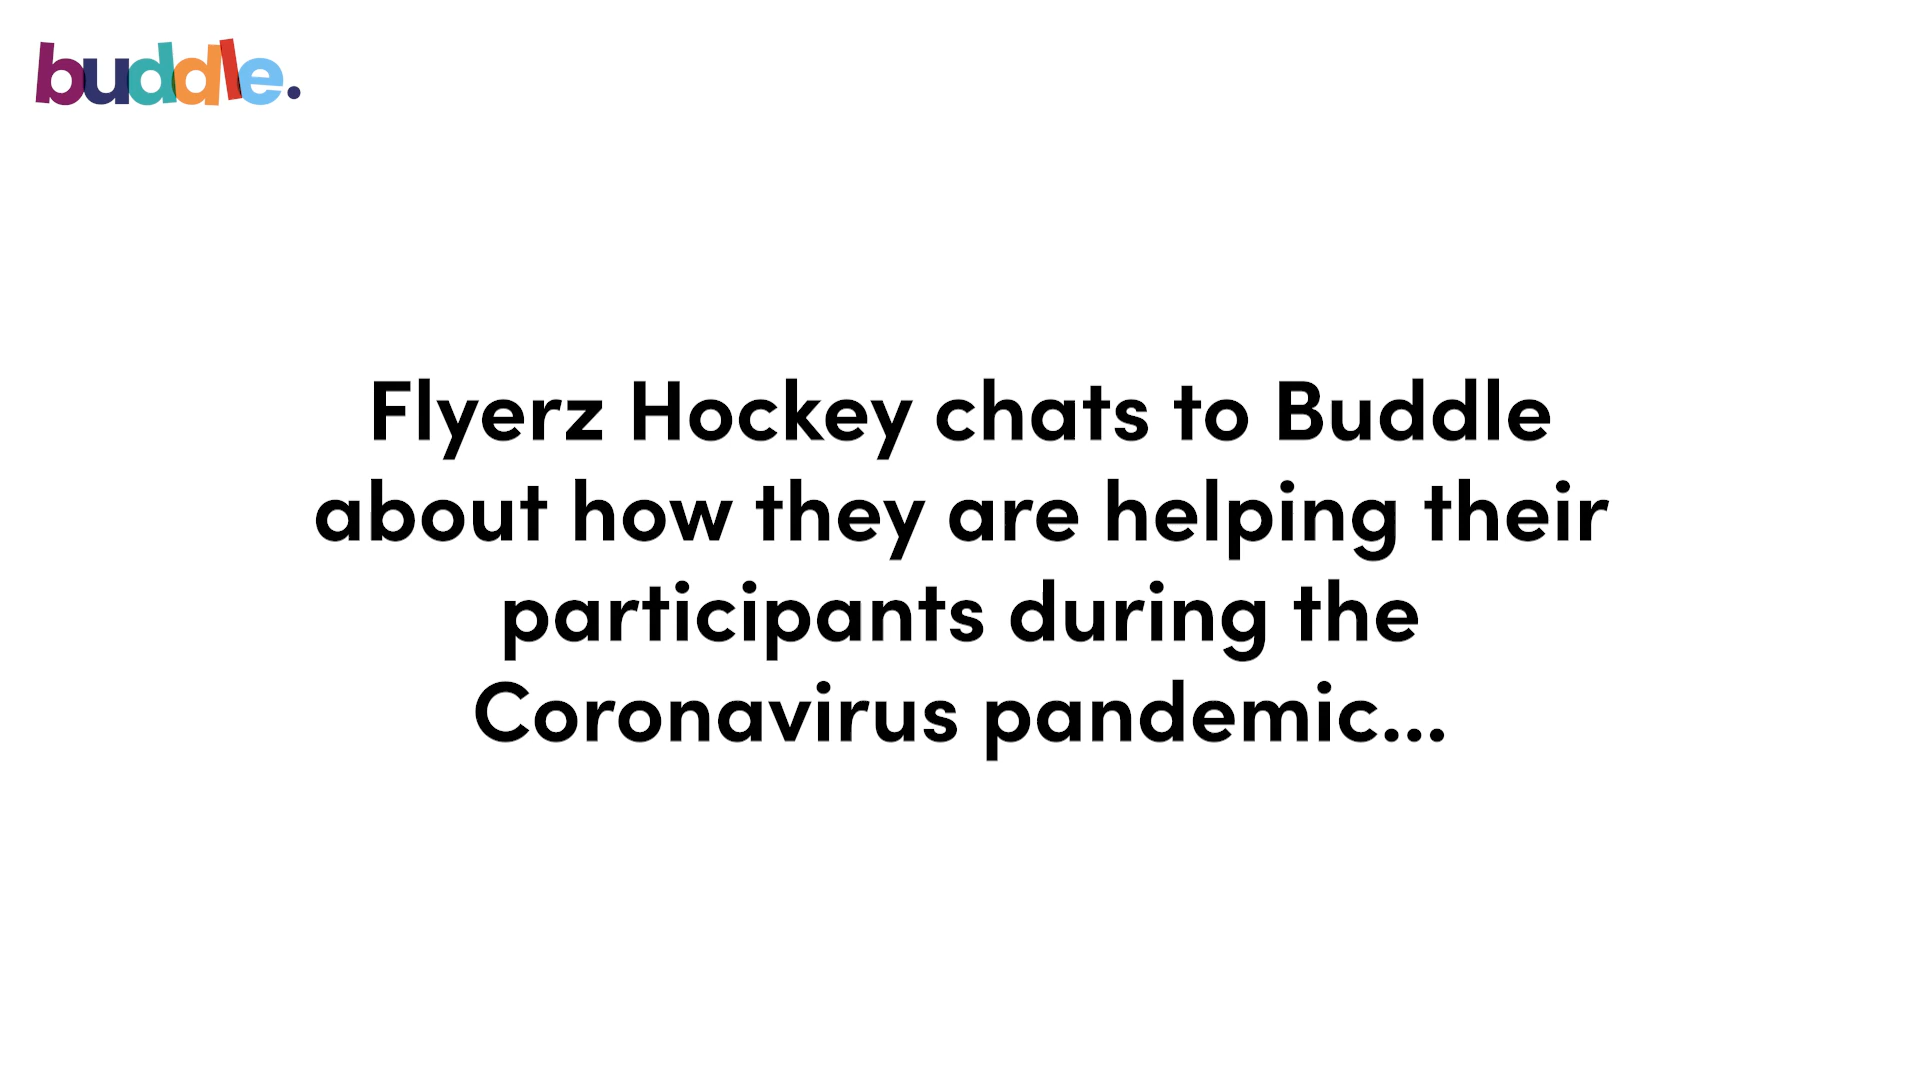 buddle.
Flyerz Hockey chats to Buddle
about how they are helping their
participants during the
Coronavirus pandemic...